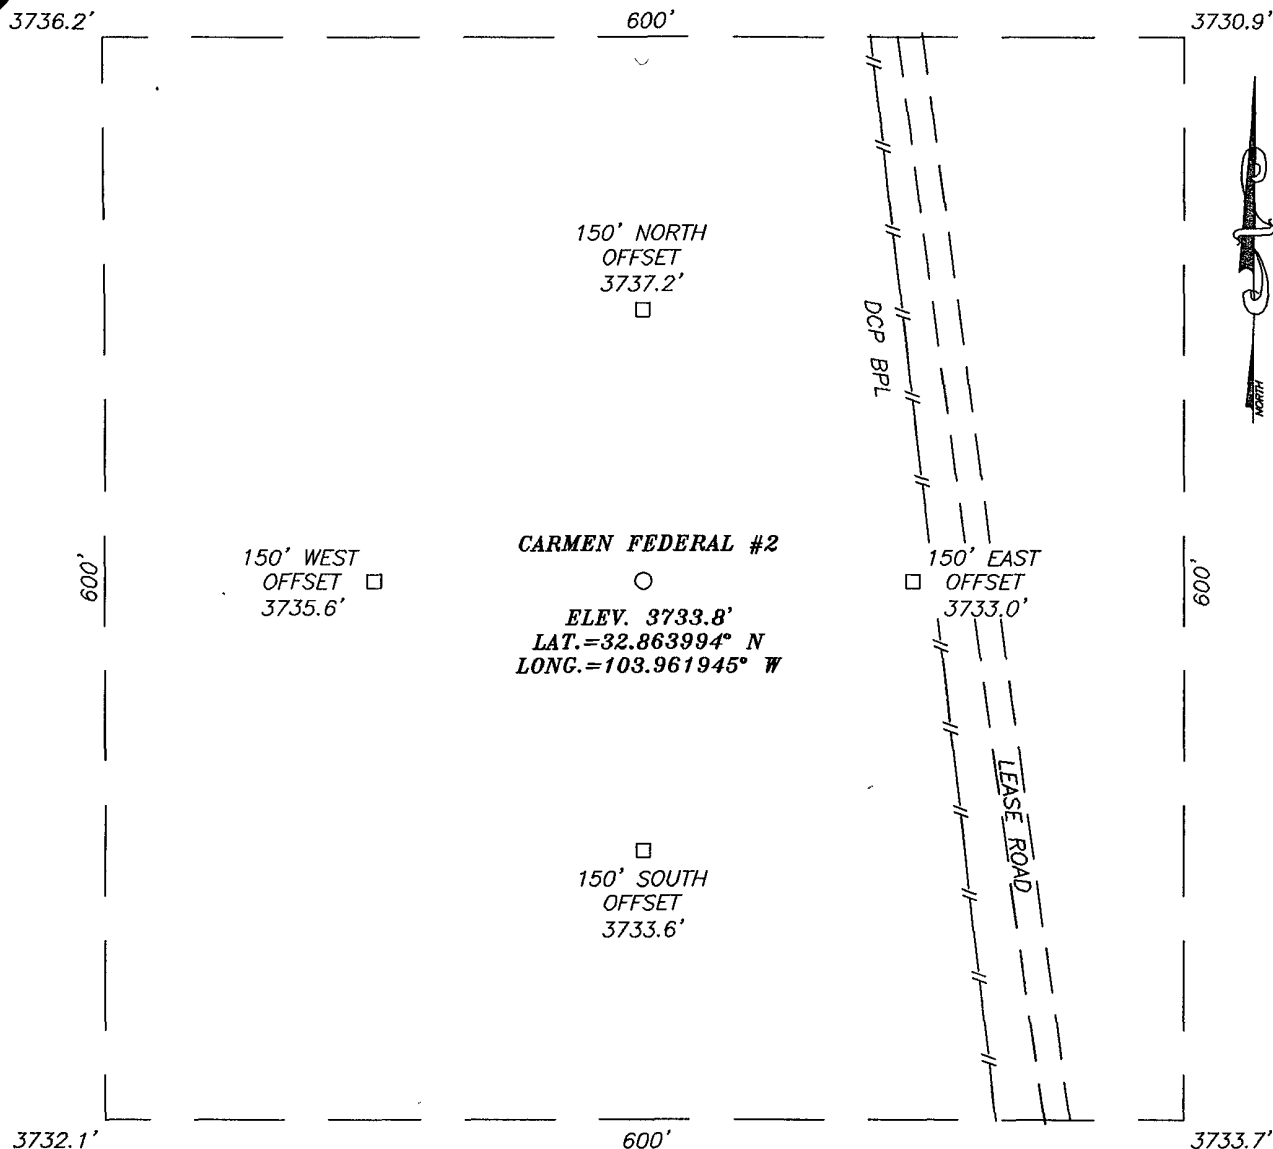 3736.2'
600'
3730.9'
150' NORTH
OFFSET
3737.2'
NORTH
DCP BPL
600'
150' WEST
OFFSET
3735.6'
CARMEN FEDERAL #2
ELEV. 3733.8'
LAT.=32.863994° N
LONG.=103.961945° W
150' EAST
OFFSET
3733.0'
600'
LEASE ROAD
150' SOUTH
OFFSET
3733.6'
3732.1'
600'
3733.7'